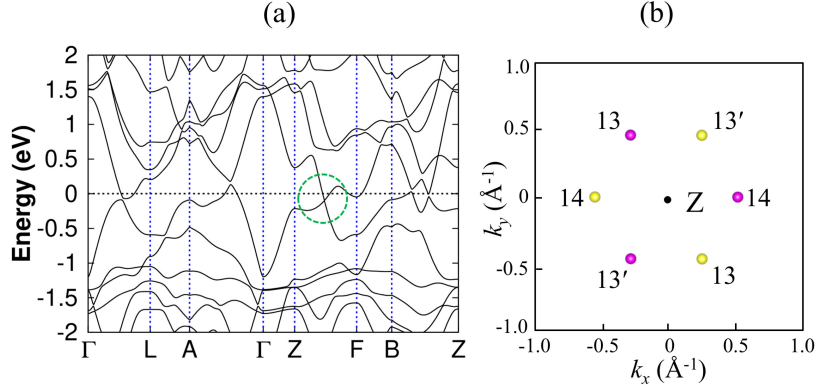 (a)
(b)
Energy (eV)
2
1.5
1
0.5
0
-0.5
-1
-1.5
-2
Γ L A Γ Z F B Z
1.0
0.5
0
-0.5
-1.0
k_y (Å⁻¹)
13 13′
14 Z 14
13′ 13
-1.0 -0.5 0 0.5 1.0
k_x (Å⁻¹)